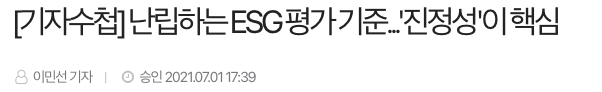 [기자수첩] 난립하는 ESG 평가 기준...'진정성'이 핵심
이민선 기자 | 승인 2021.07.01 17:39